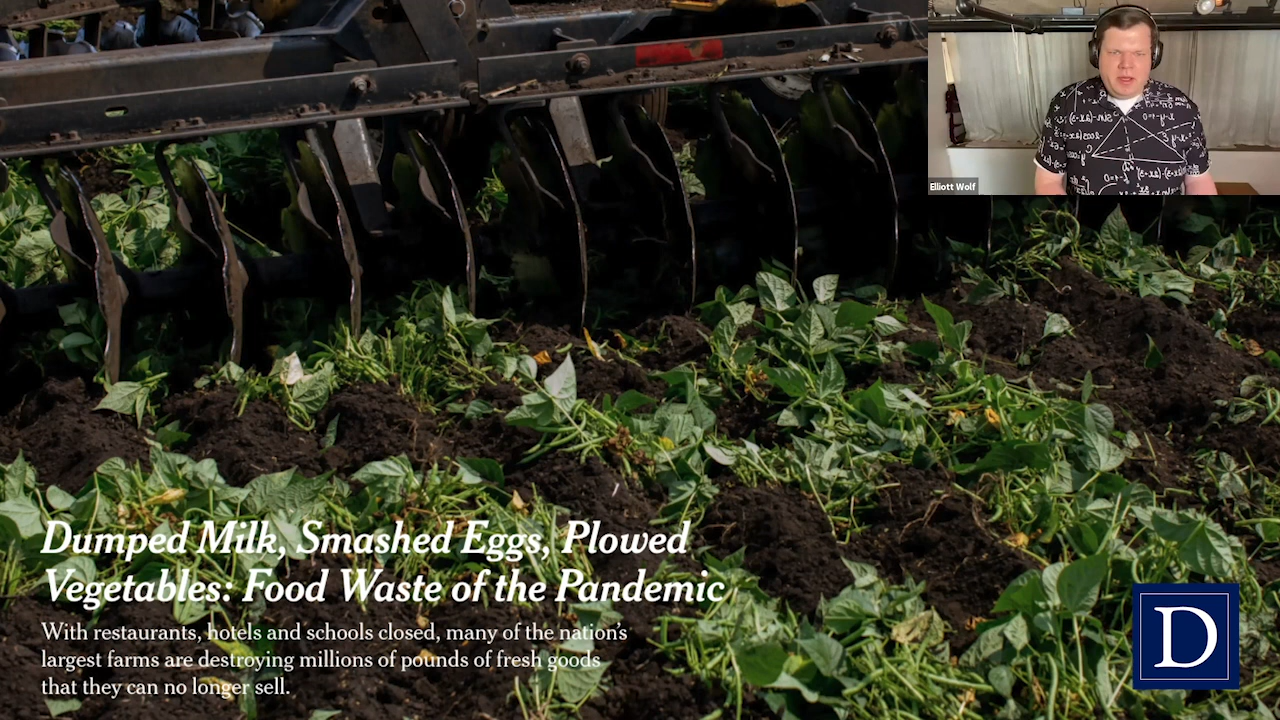 Elliott Wolf
Dumped Milk, Smashed Eggs, Plowed
Vegetables: Food Waste of the Pandemic
With restaurants, hotels and schools closed, many of the nation's
largest farms are destroying millions of pounds of fresh goods
that they can no longer sell.
D